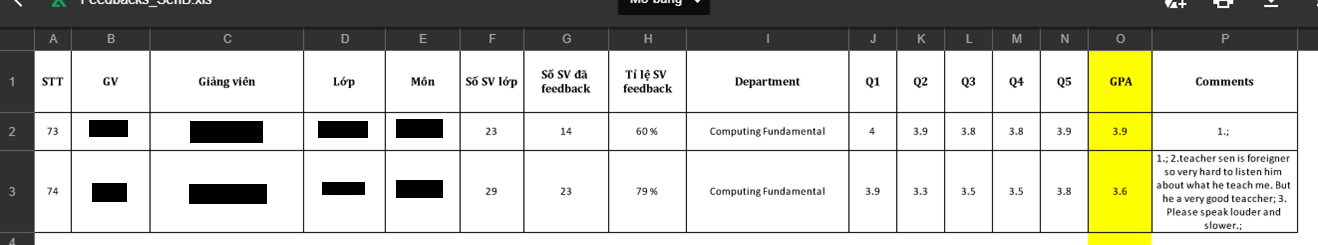 Feedbacks_SenB.xls
Mở bằng
A B C D E F G H I J K L M N O P
1 STT GV Giảng viên Lớp Môn Số SV lớp Số SV đã feedback Tỉ lệ SV feedback Department Q1 Q2 Q3 Q4 Q5 GPA Comments
2 73 23 14 60% Computing Fundamental 4 3.9 3.8 3.8 3.9 3.9 1.;
3 74 29 23 79% Computing Fundamental 3.9 3.3 3.5 3.5 3.8 3.6
1.; 2.teacher sen is foreigner
so very hard to listen him
about what he teach me. But
he a very good teaccher; 3.
Please speak louder and
slower.;
4